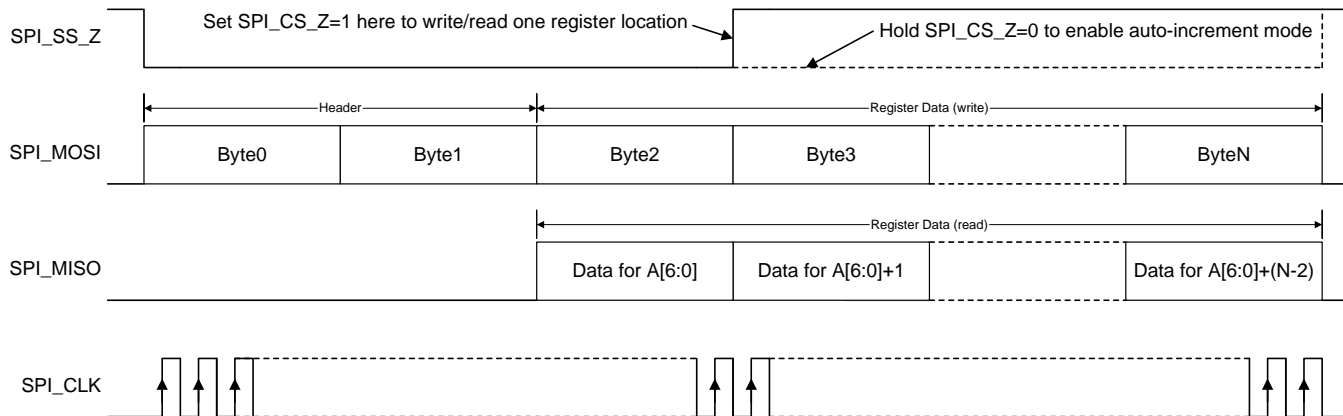 Set SPI_CS_Z=1 here to write/read one register location
SPI_SS_Z
Hold SPI_CS_Z=0 to enable auto-increment mode
Header
Register Data (write)
SPI_MOSI
Byte0
Byte1
Byte2
Byte3
ByteN
Register Data (read)
SPI_MISO
Data for A[6:0]
Data for A[6:0]+1
Data for A[6:0]+(N-2)
SPI_CLK